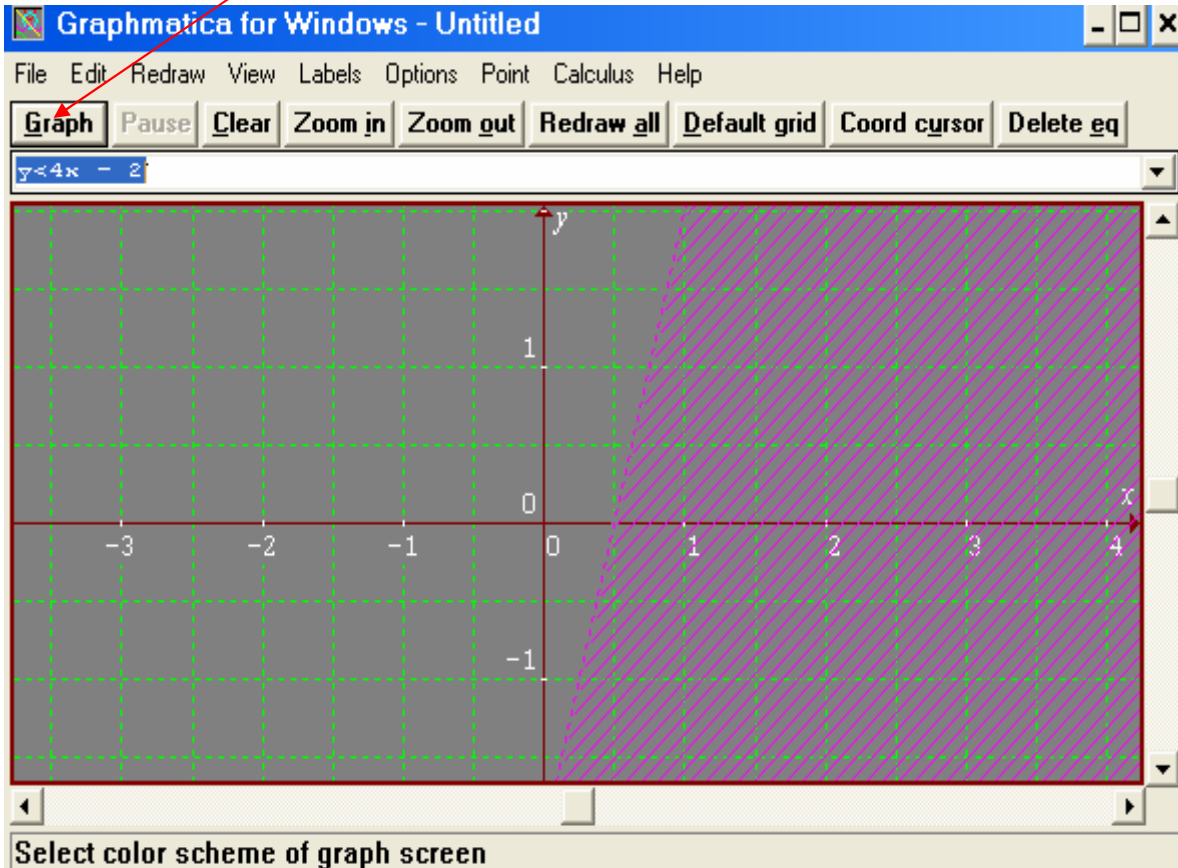 Graphmatica for Windows - Untitled
File Edit Redraw View Labels Options Point Calculus Help
Graph Pause Clear Zoom in Zoom out Redraw all Default grid Coord cursor Delete eq
y<4x - 2
y
1
0
x
-3 -2 -1 0 1 2 3 4
-1
Select color scheme of graph screen